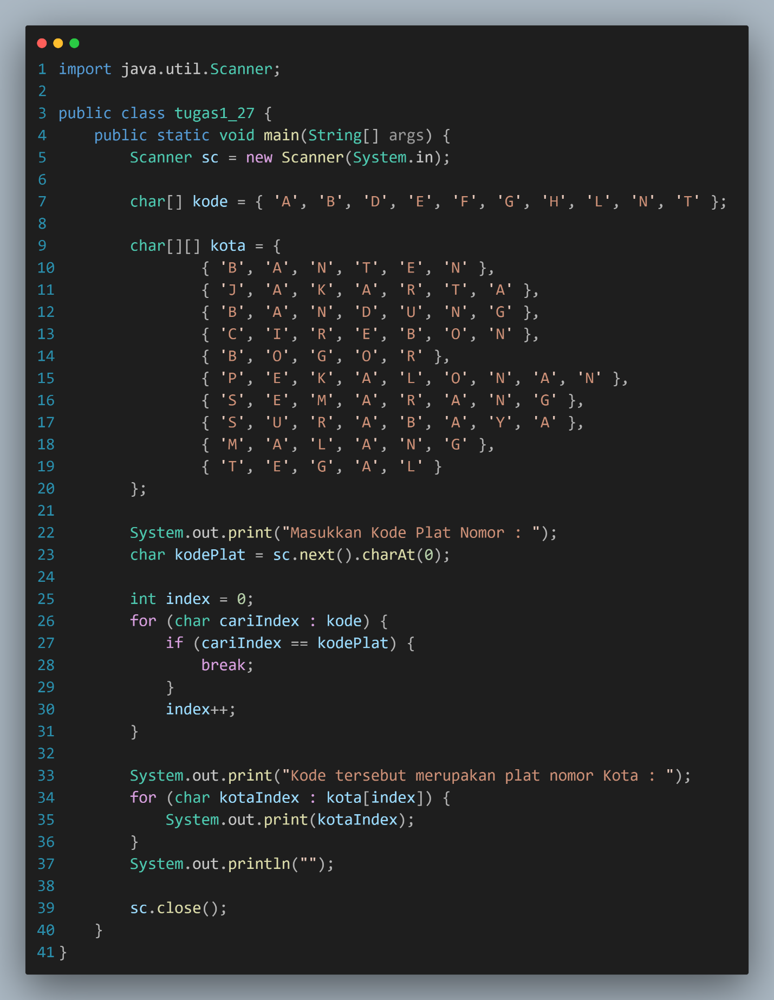 1 import java.util.Scanner;
2
3 public class tugas1_27 {
4     public static void main(String[] args) {
5         Scanner sc = new Scanner(System.in);
6
7         char[] kode = { 'A', 'B', 'D', 'E', 'F', 'G', 'H', 'L', 'N', 'T' };
8
9         char[][] kota = {
10                 { 'B', 'A', 'N', 'T', 'E', 'N' },
11                 { 'J', 'A', 'K', 'A', 'R', 'T', 'A' },
12                 { 'B', 'A', 'N', 'D', 'U', 'N', 'G' },
13                 { 'C', 'I', 'R', 'E', 'B', 'O', 'N' },
14                 { 'B', 'O', 'G', 'O', 'R' },
15                 { 'P', 'E', 'K', 'A', 'L', 'O', 'N', 'A', 'N' },
16                 { 'S', 'E', 'M', 'A', 'R', 'A', 'N', 'G' },
17                 { 'S', 'U', 'R', 'A', 'B', 'A', 'Y', 'A' },
18                 { 'M', 'A', 'L', 'A', 'N', 'G' },
19                 { 'T', 'E', 'G', 'A', 'L' }
20         };
21
22         System.out.print("Masukkan Kode Plat Nomor : ");
23         char kodePlat = sc.next().charAt(0);
24
25         int index = 0;
26         for (char cariIndex : kode) {
27             if (cariIndex == kodePlat) {
28                 break;
29             }
30             index++;
31         }
32
33         System.out.print("Kode tersebut merupakan plat nomor Kota : ");
34         for (char kotaIndex : kota[index]) {
35             System.out.print(kotaIndex);
36         }
37         System.out.println("");
38
39         sc.close();
40     }
41 }